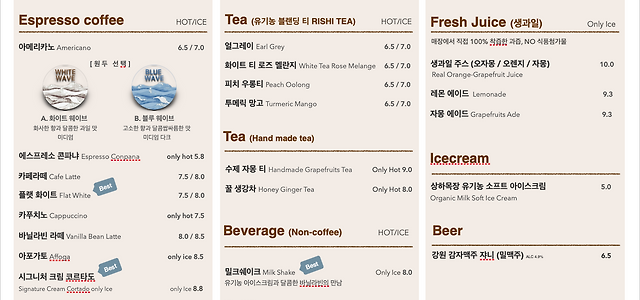 Espresso coffee HOT/ICE
아메리카노 Americano 6.5 / 7.0
[ 원두 선택 ]
WHITE WAVE
BLUE WAVE
A. 화이트 웨이브
B. 블루 웨이브
화사한 향과 달콤한 과일 맛
고소한 향과 달콤쌉싸름한 맛
미디엄
미디엄 다크
에스프레소 콘파냐 Espresso Conpana only hot 5.8
카페라떼 Cafe Latte 7.5 / 8.0
Best
플랫 화이트 Flat White 7.5 / 8.0
카푸치노 Cappuccino only hot 7.5
바닐라빈 라떼 Vanilla Bean Latte 8.0 / 8.5
아포가토 Affoga only ice 8.5
Best
시그니처 크림 코르타도
Signature Cream Cortado only Ice only Ice 8.8
Tea (유기농 블렌딩 티 RISHI TEA) HOT/ICE
얼그레이 Earl Grey 6.5 / 7.0
화이트 티 로즈 멜란지 White Tea Rose Melange 6.5 / 7.0
피치 우롱티 Peach Oolong 6.5 / 7.0
투메릭 망고 Turmeric Mango 6.5 / 7.0
Tea (Hand made tea)
수제 자몽 티 Handmade Grapefruits Tea Only Hot 9.0
꿀 생강차 Honey Ginger Tea Only Hot 8.0
Beverage (Non-coffee) HOT/ICE
Best
밀크쉐이크 Milk Shake Only Ice 8.0
유기농 아이스크림과 달콤한 바닐라빈의 만남
Fresh Juice (생과일) Only Ice
매장에서 직접 100% 착즙한 과즙, NO 식품첨가물
생과일 주스 (오자몽 / 오렌지 / 자몽) 10.0
Real Orange-Grapefruit Juice
레몬 에이드 Lemonade 9.3
자몽 에이드 Grapefruits Ade 9.3
Icecream
상하목장 유기농 소프트 아이스크림 5.0
Organic Milk Soft Ice Cream
Beer
강원 감자맥주 쟈니 (밀맥주) ALC 4.9% 6.5